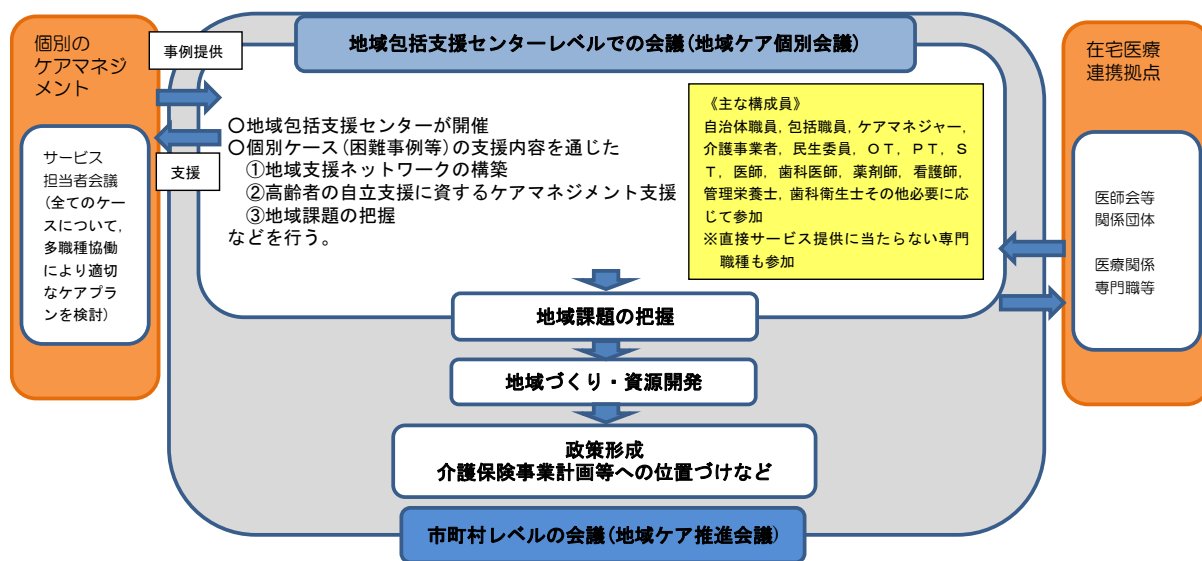 個別の
ケアマネジ
メント
事例提供
支援
サービス
担当者会議
(全てのケー
スについて,
多職種協働
により適切
なケアプラ
ンを検討)
地域包括支援センターレベルでの会議(地域ケア個別会議)
〇地域包括支援センターが開催
〇個別ケース(困難事例等)の支援内容を通じた
①地域支援ネットワークの構築
②高齢者の自立支援に資するケアマネジメント支援
③地域課題の把握
などを行う。
《主な構成員》
自治体職員,包括職員,ケアマネジャー,
介護事業者,民生委員,OT,PT,S
T,医師,歯科医師,薬剤師,看護師,
管理栄養士,歯科衛生士その他必要に応
じて参加
※直接サービス提供に当たらない専門
職種も参加
在宅医療
連携拠点
医師会等
関係団体
医療関係
専門職等
地域課題の把握
地域づくり・資源開発
政策形成
介護保険事業計画等への位置づけなど
市町村レベルの会議(地域ケア推進会議)